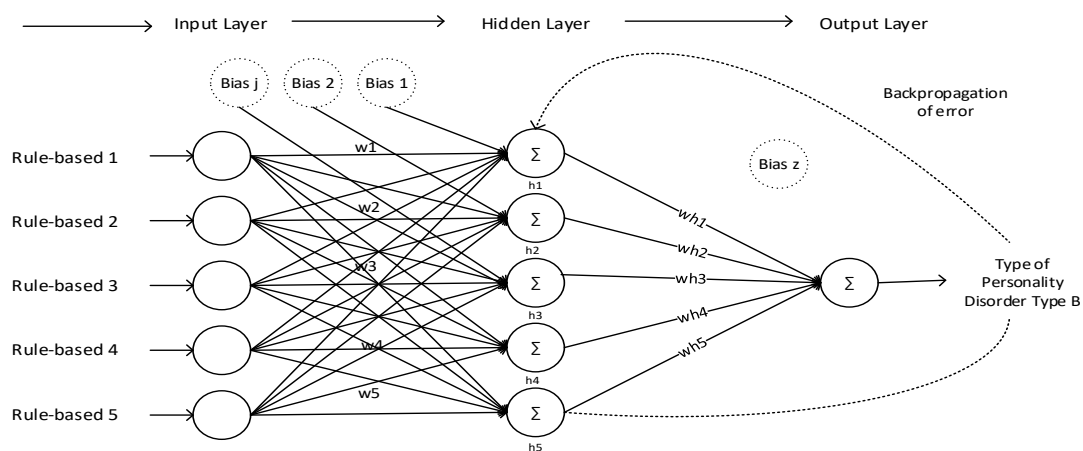 Input Layer
Hidden Layer
Output Layer
Bias j
Bias 2
Bias 1
Backpropagation
of error
Bias z
Rule-based 1
Rule-based 2
Rule-based 3
Rule-based 4
Rule-based 5
w1
w2
w3
w4
w5
Σ
h1
Σ
h2
Σ
h3
Σ
h4
Σ
h5
wh1
wh2
wh3
wh4
wh5
Σ
Type of
Personality
Disorder Type B